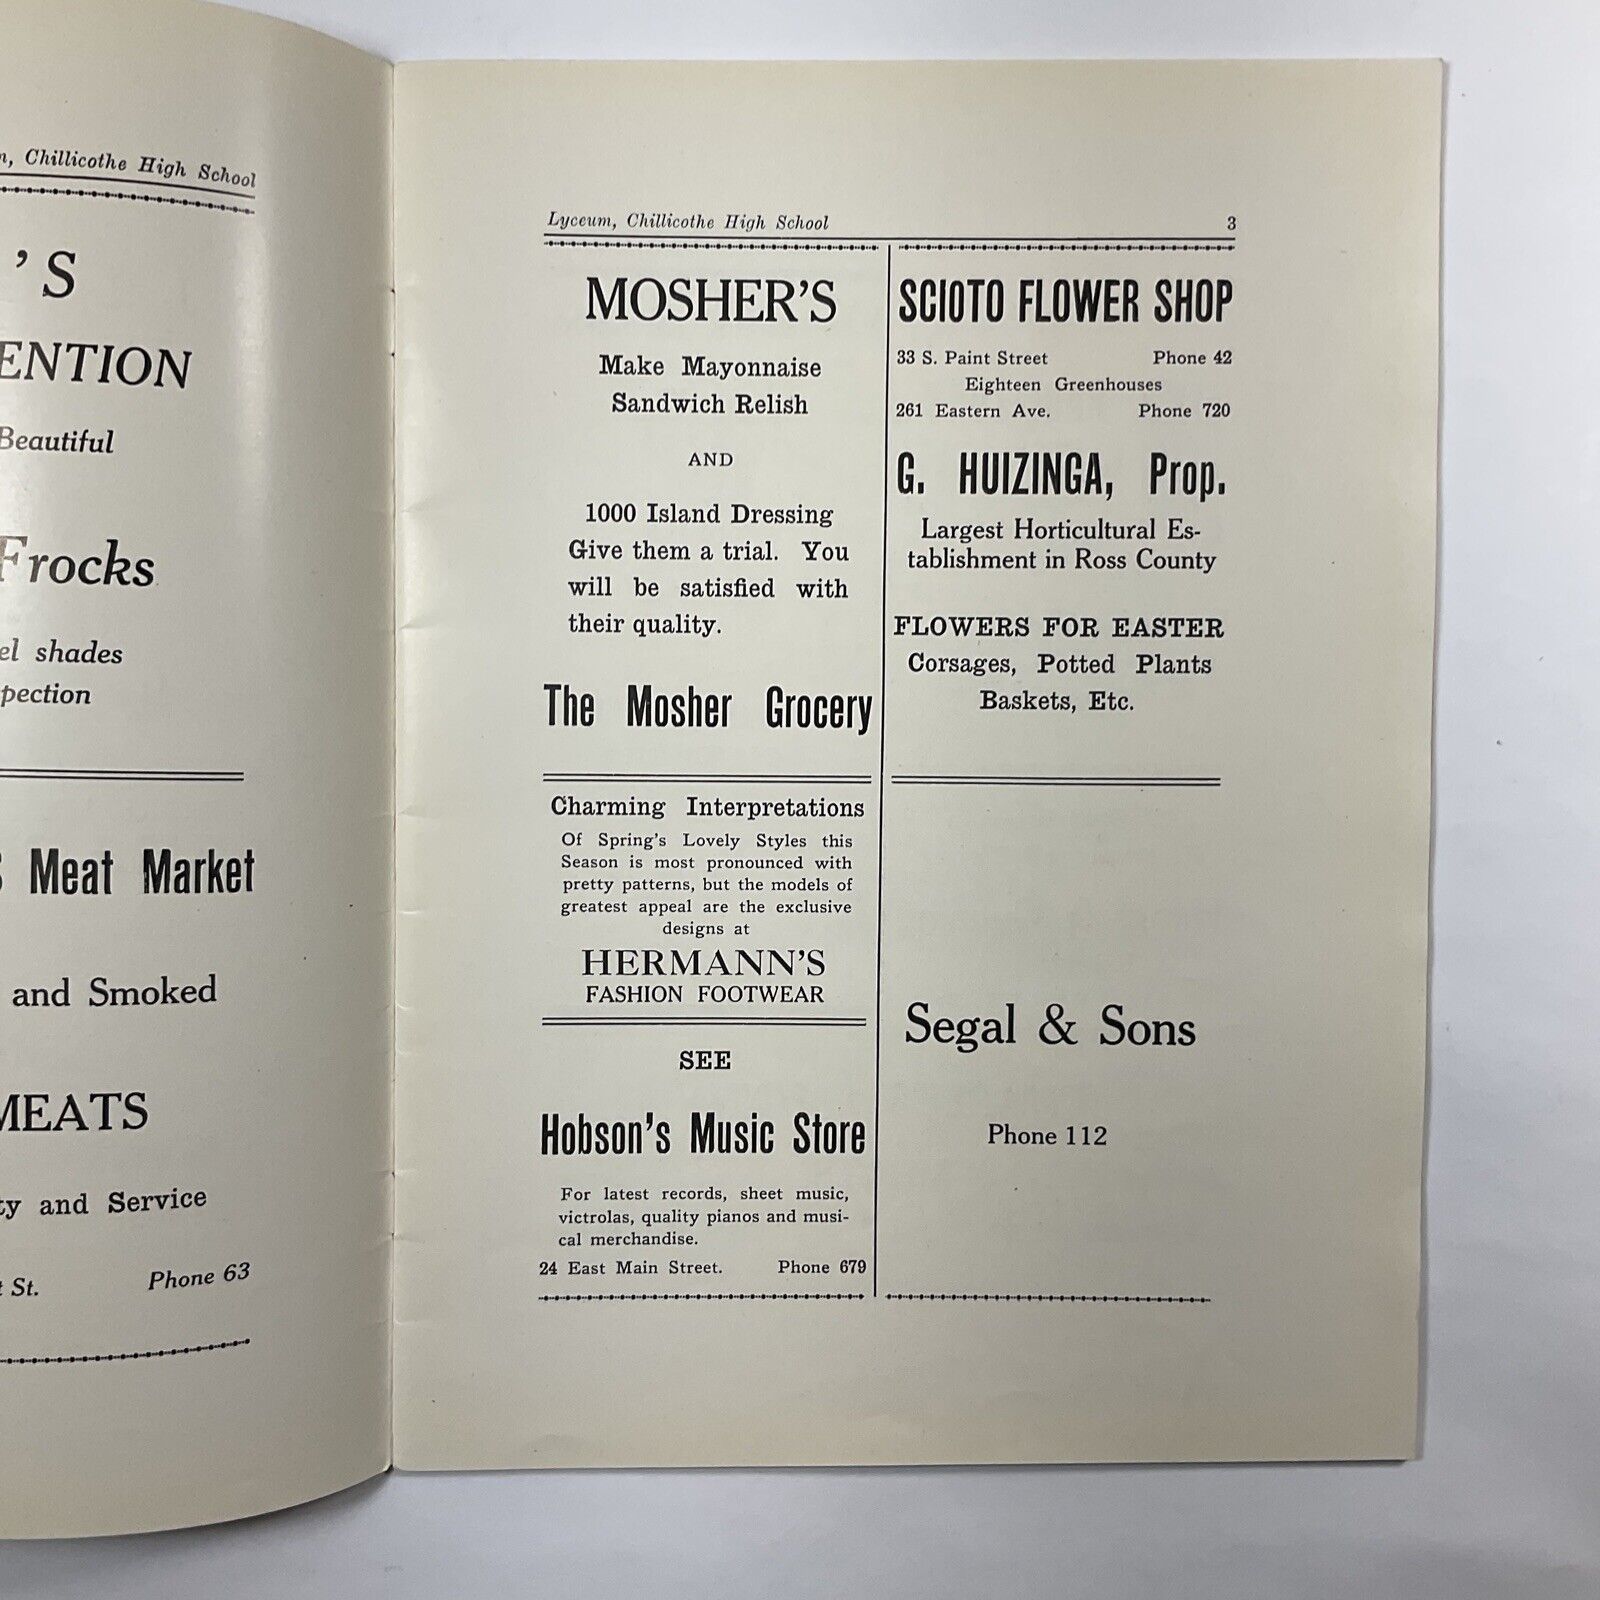 Chillicothe High School
'S
Beautiful
Frocks
shades
Meat Market
and Smoked
MEATS
and Service
St.
Phone 63
Lyceum, Chillicothe High School
3
MOSHER'S
Make Mayonnaise
Sandwich Relish
AND
1000 Island Dressing
Give them a trial. You
will be satisfied with
their quality.
The Mosher Grocery
Charming Interpretations
Of Spring's Lovely Styles this
Season is most pronounced with
pretty patterns, but the models of
greatest appeal are the exclusive
designs at
HERMANN'S
FASHION FOOTWEAR
SEE
Hobson's Music Store
For latest records, sheet music,
victrolas, quality pianos and musi-
cal merchandise.
24 East Main Street. Phone 679
SCIOTO FLOWER SHOP
33 S. Paint Street Phone 42
Eighteen Greenhouses
261 Eastern Ave. Phone 720
G. HUIZINGA, Prop.
Largest Horticultural Es-
tablishment in Ross County
FLOWERS FOR EASTER
Corsages, Potted Plants
Baskets, Etc.
Segal & Sons
Phone 112